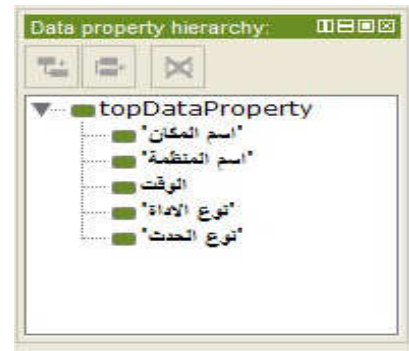 Data property hierarchy:
topDataProperty
"اسم المكان"
"اسم المنظمة"
الوقت
"نوع الاداة"
"نوع الحدث"